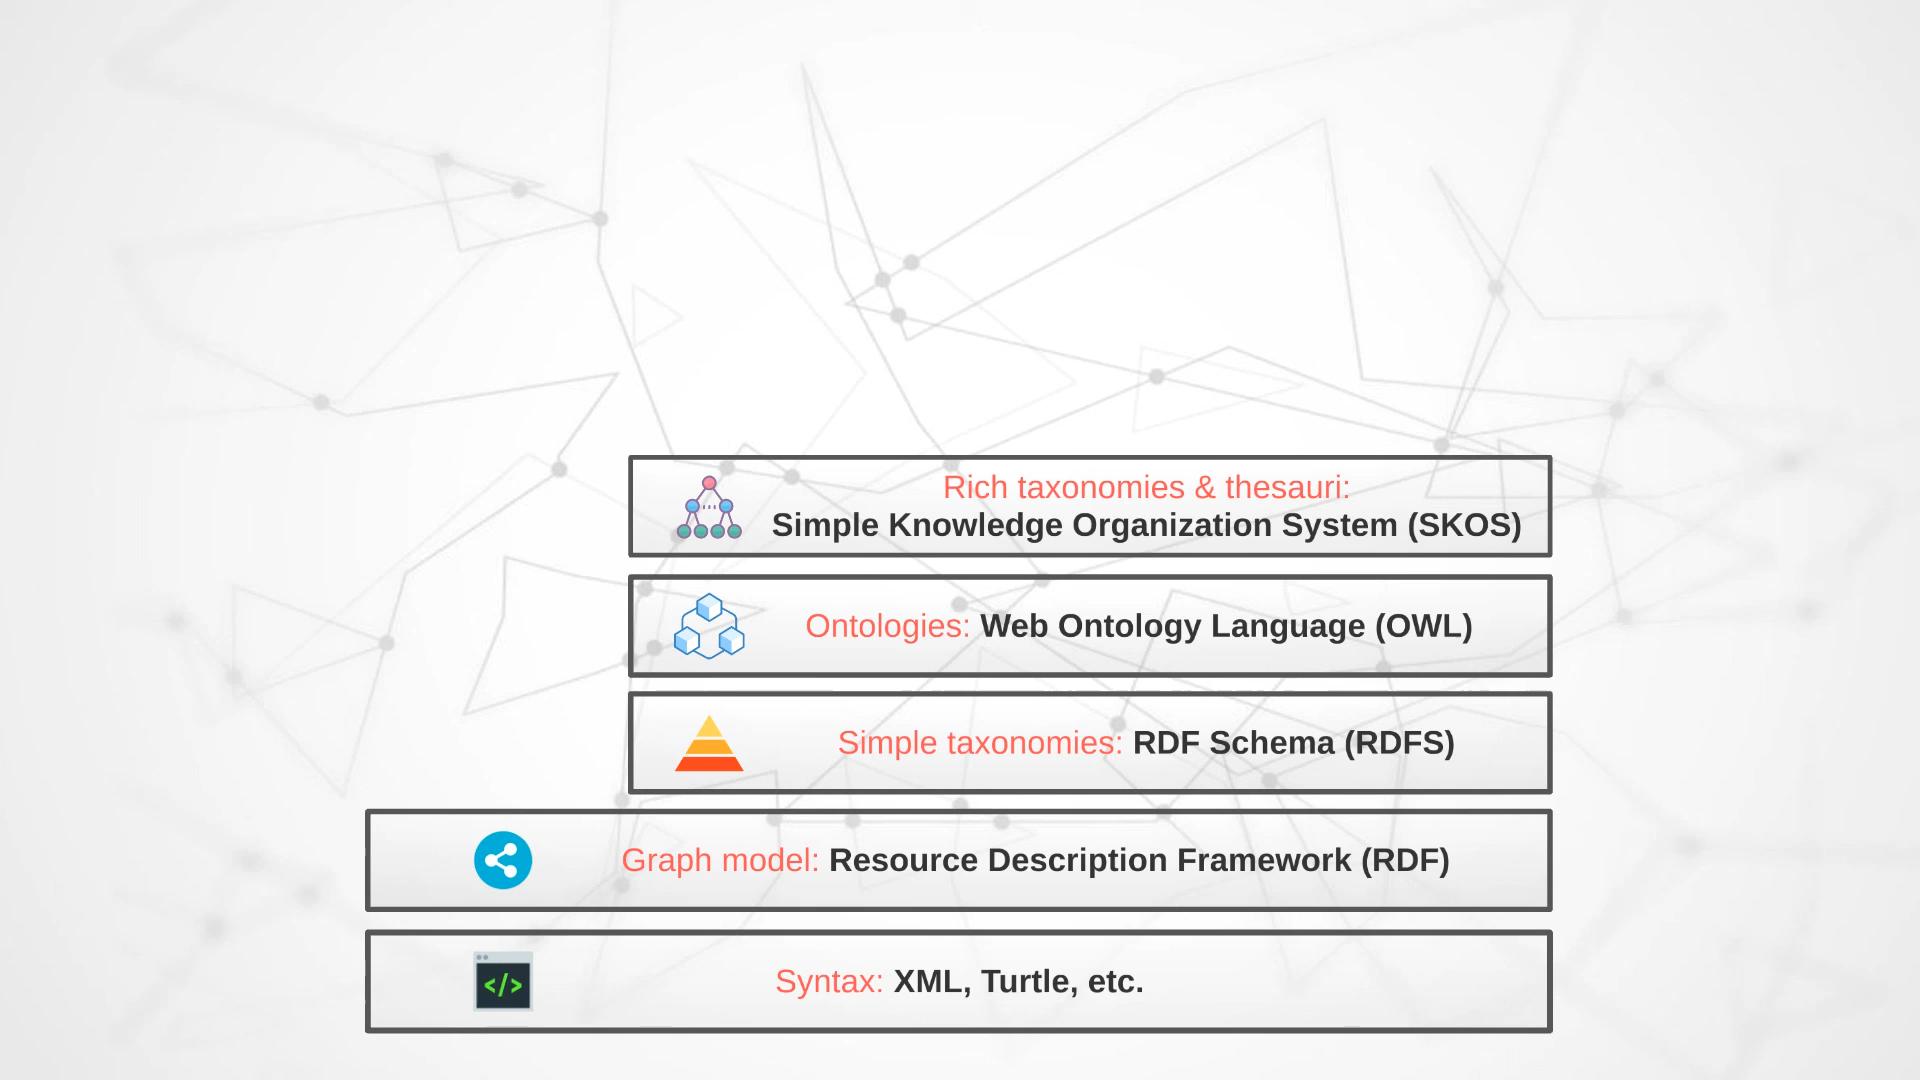 Rich taxonomies & thesauri:
Simple Knowledge Organization System (SKOS)
Ontologies: Web Ontology Language (OWL)
Simple taxonomies: RDF Schema (RDFS)
Graph model: Resource Description Framework (RDF)
</>
Syntax: XML, Turtle, etc.